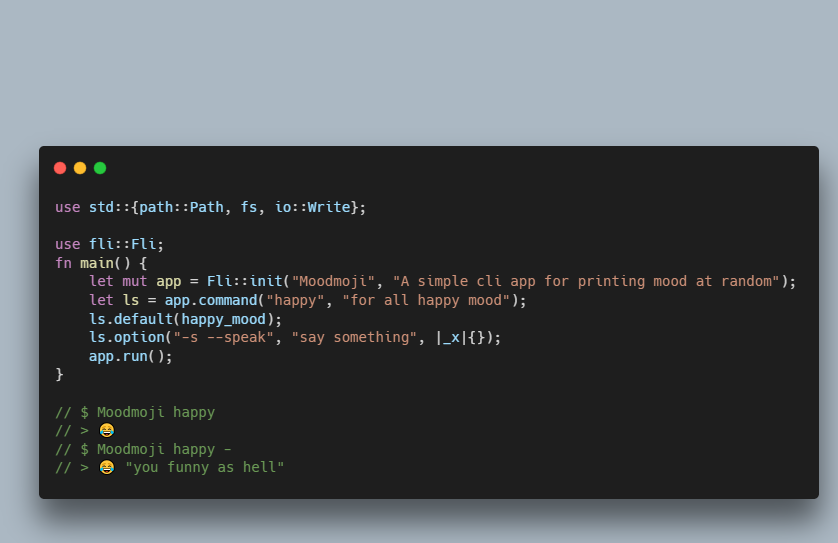 use std::{path::Path, fs, io::Write};
use fli::Fli;
fn main() {
    let mut app = Fli::init("Moodmoji", "A simple cli app for printing mood at random");
    let ls = app.command("happy", "for all happy mood");
    ls.default(happy_mood);
    ls.option("-s --speak", "say something", |_x|{});
    app.run();
}
// $ Moodmoji happy
// > 😂
// $ Moodmoji happy -
// > 😂 "you funny as hell"